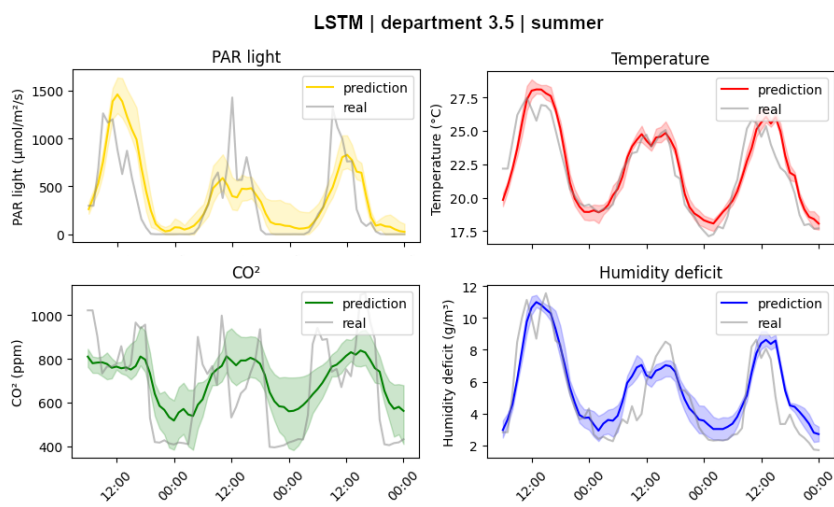 LSTM | department 3.5 | summer
PAR light
PAR light (μmol/m²/s)
1500
1000
500
0
prediction
real
Temperature
Temperature (°C)
27.5
25.0
22.5
20.0
17.5
prediction
real
CO²
CO² (ppm)
1000
800
600
400
prediction
real
12:00
00:00
12:00
00:00
12:00
00:00
Humidity deficit
Humidity deficit (g/m³)
12
10
8
6
4
2
prediction
real
12:00
00:00
12:00
00:00
12:00
00:00